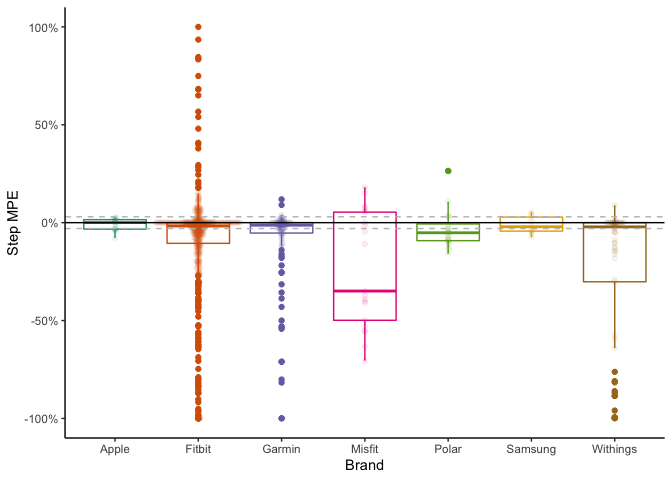 Step MPE
100%
50%
0%
-50%
-100%
Apple Fitbit Garmin Misfit Polar Samsung Withings
Brand